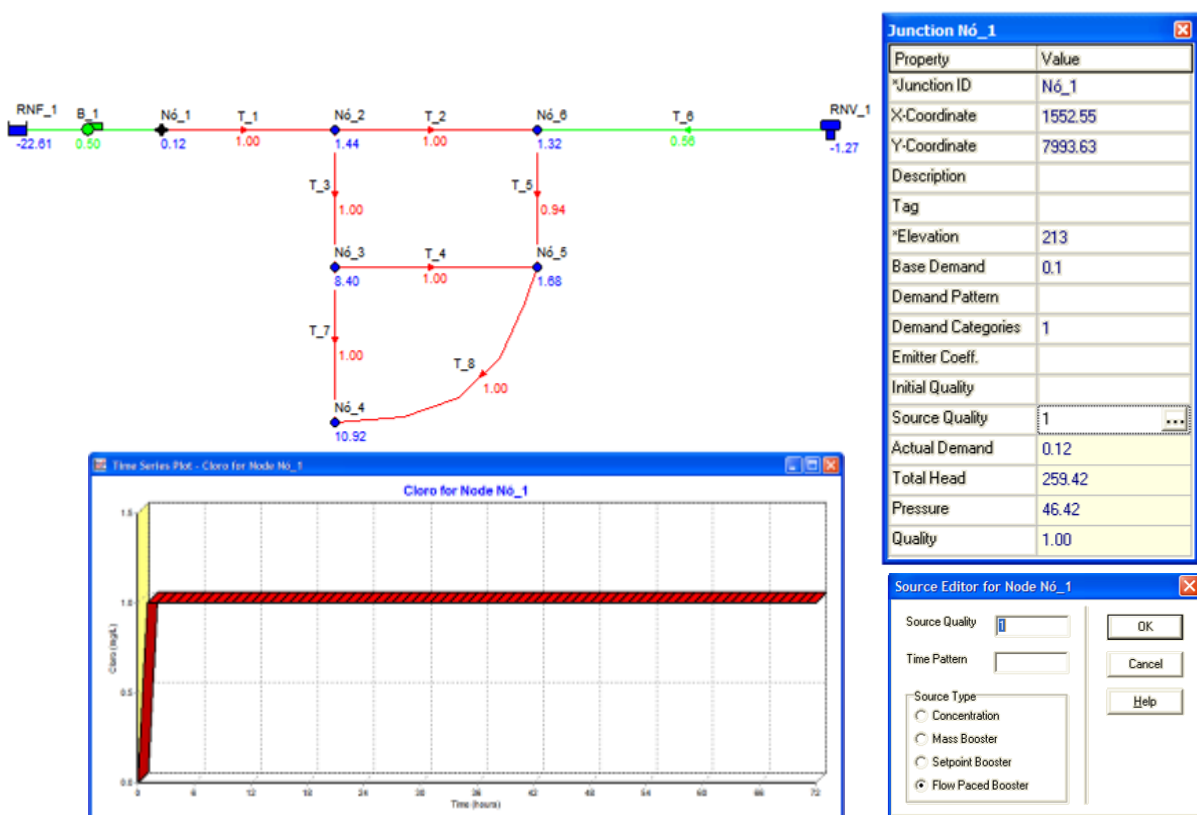 RNF_1
B_1
Nó_1
T_1
Nó_2
T_2
Nó_6
T_6
RNV_1
-22.61
0.50
0.12
1.00
1.44
1.00
1.32
0.56
-1.27
T_3
1.00
T_5
0.94
Nó_3
T_4
Nó_5
8.40
1.00
1.68
T_7
1.00
T_8
1.00
Nó_4
10.92
Time Series Plot - Cloro for Node Nó_1
Cloro for Node Nó_1
Cloro (mg/L)
1.5
1.0
0.5
0.0
0 6 12 18 24 30 36 42 48 54 60 66 72
Time (hours)
Junction Nó_1
Property Value
*Junction ID Nó_1
X-Coordinate 1552.55
Y-Coordinate 7993.63
Description
Tag
*Elevation 213
Base Demand 0.1
Demand Pattern
Demand Categories 1
Emitter Coeff.
Initial Quality
Source Quality 1 ...
Actual Demand 0.12
Total Head 259.42
Pressure 46.42
Quality 1.00
Source Editor for Node Nó_1
Source Quality 1
OK
Time Pattern
Cancel
Source Type
Help
Concentration
Mass Booster
Setpoint Booster
Flow Paced Booster